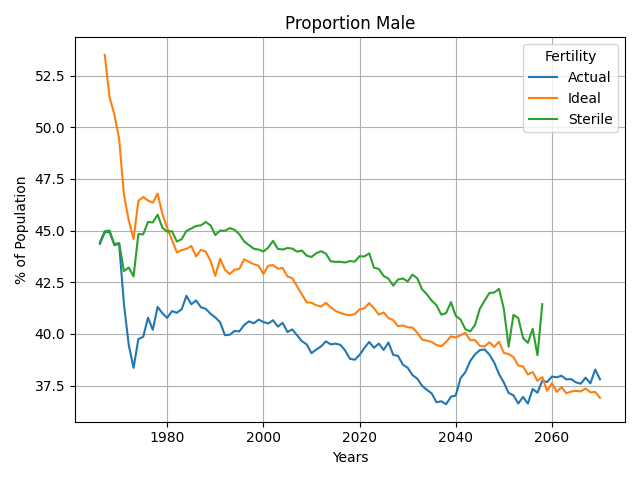 Proportion Male
Fertility
Actual
Ideal
Sterile
% of Population
52.5
50.0
47.5
45.0
42.5
40.0
37.5
1980 2000 2020 2040 2060
Years